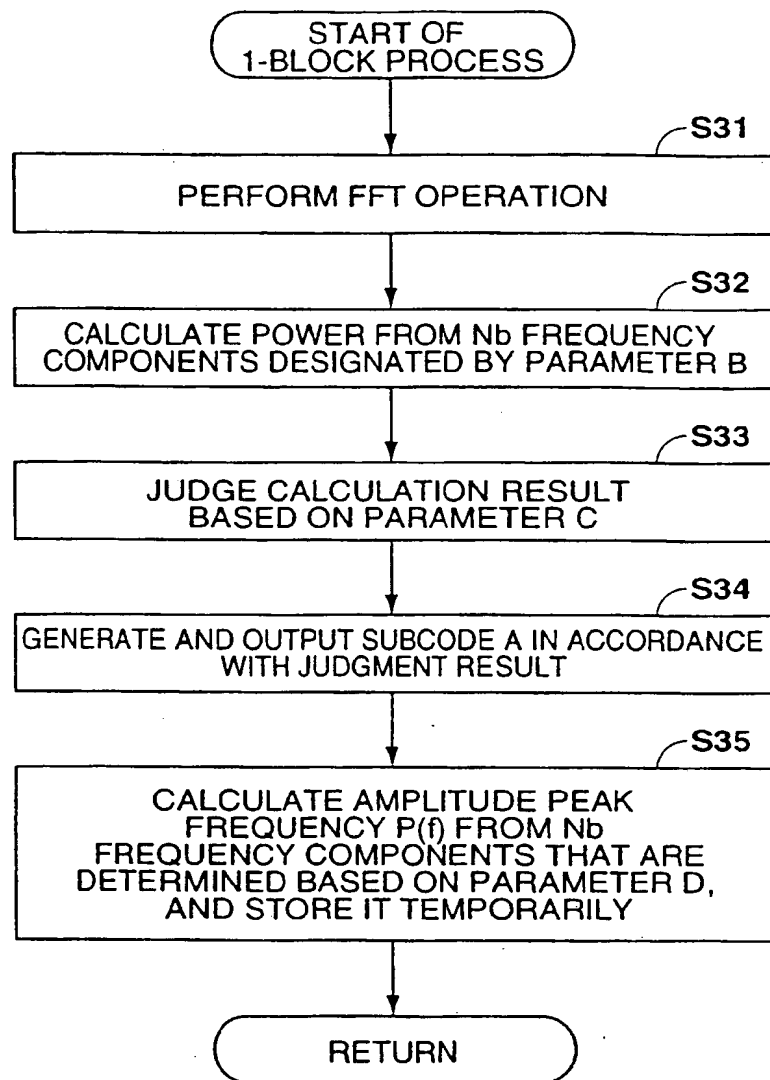 START OF
1-BLOCK PROCESS
S31
PERFORM FFT OPERATION
S32
CALCULATE POWER FROM Nb FREQUENCY
COMPONENTS DESIGNATED BY PARAMETER B
S33
JUDGE CALCULATION RESULT
BASED ON PARAMETER C
S34
GENERATE AND OUTPUT SUBCODE A IN ACCORDANCE
WITH JUDGMENT RESULT
S35
CALCULATE AMPLITUDE PEAK
FREQUENCY P(f) FROM Nb
FREQUENCY COMPONENTS THAT ARE
DETERMINED BASED ON PARAMETER D,
AND STORE IT TEMPORARILY
RETURN